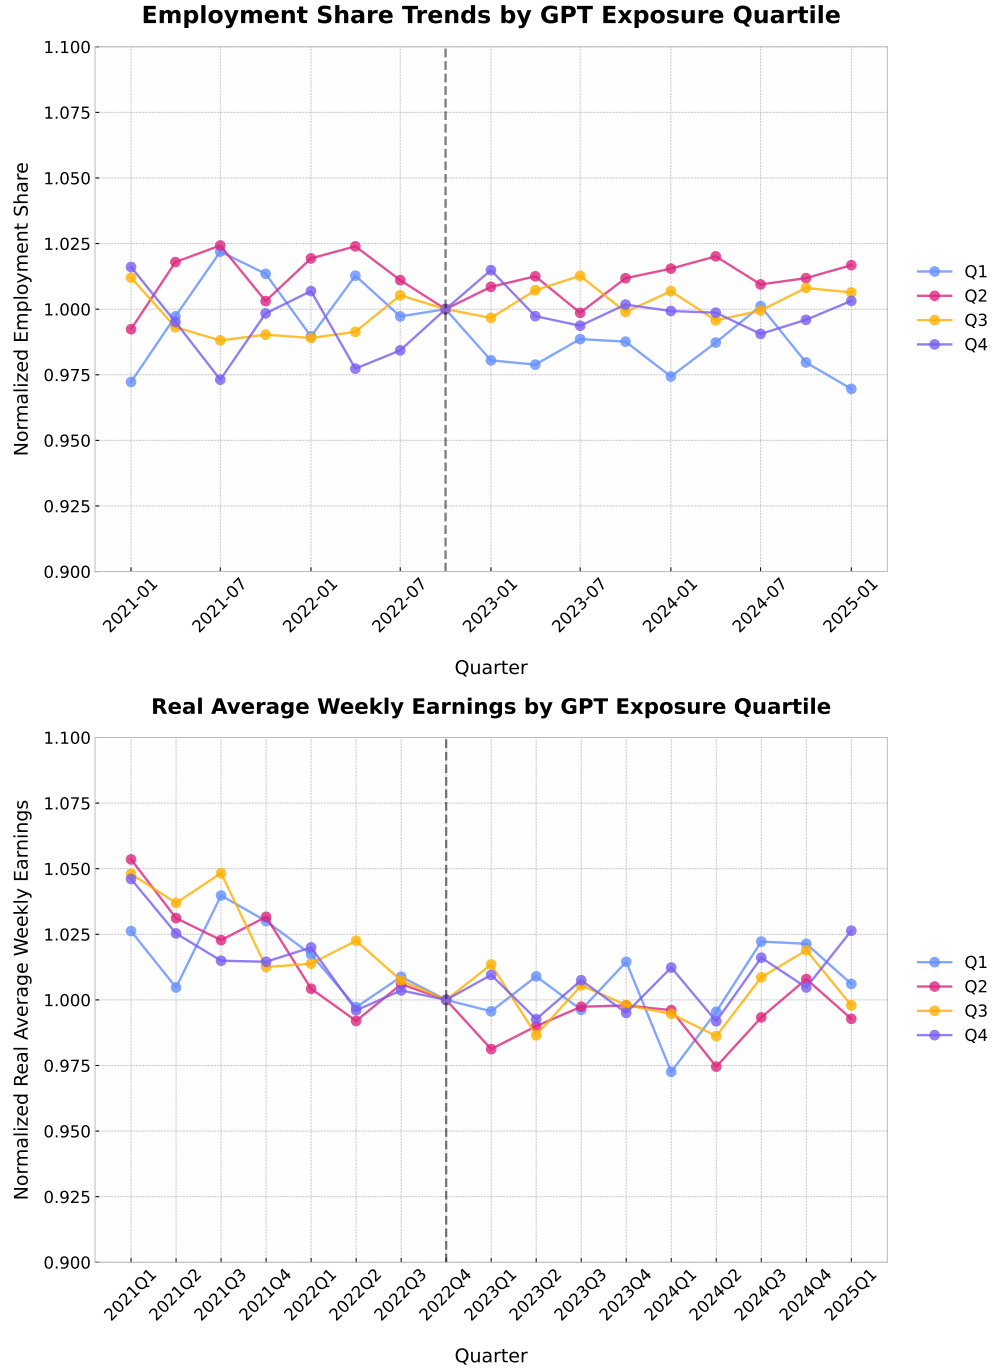 Employment Share Trends by GPT Exposure Quartile
Normalized Employment Share
1.100
1.075
1.050
1.025
1.000
0.975
0.950
0.925
0.900
2021-01
2021-07
2022-01
2022-07
2023-01
2023-07
2024-01
2024-07
2025-01
Quarter
Q1
Q2
Q3
Q4
Real Average Weekly Earnings by GPT Exposure Quartile
Normalized Real Average Weekly Earnings
1.100
1.075
1.050
1.025
1.000
0.975
0.950
0.925
0.900
2021Q1
2021Q2
2021Q3
2021Q4
2022Q1
2022Q2
2022Q3
2022Q4
2023Q1
2023Q2
2023Q3
2023Q4
2024Q1
2024Q2
2024Q3
2024Q4
2025Q1
Quarter
Q1
Q2
Q3
Q4